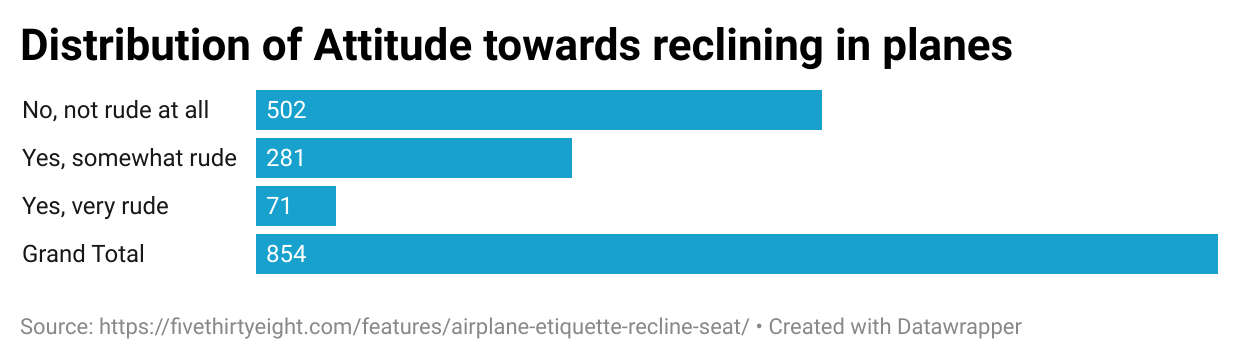 Distribution of Attitude towards reclining in planes
No, not rude at all 502
Yes, somewhat rude 281
Yes, very rude 71
Grand Total 854
Source: https://fivethirtyeight.com/features/airplane-etiquette-recline-seat/ • Created with Datawrapper